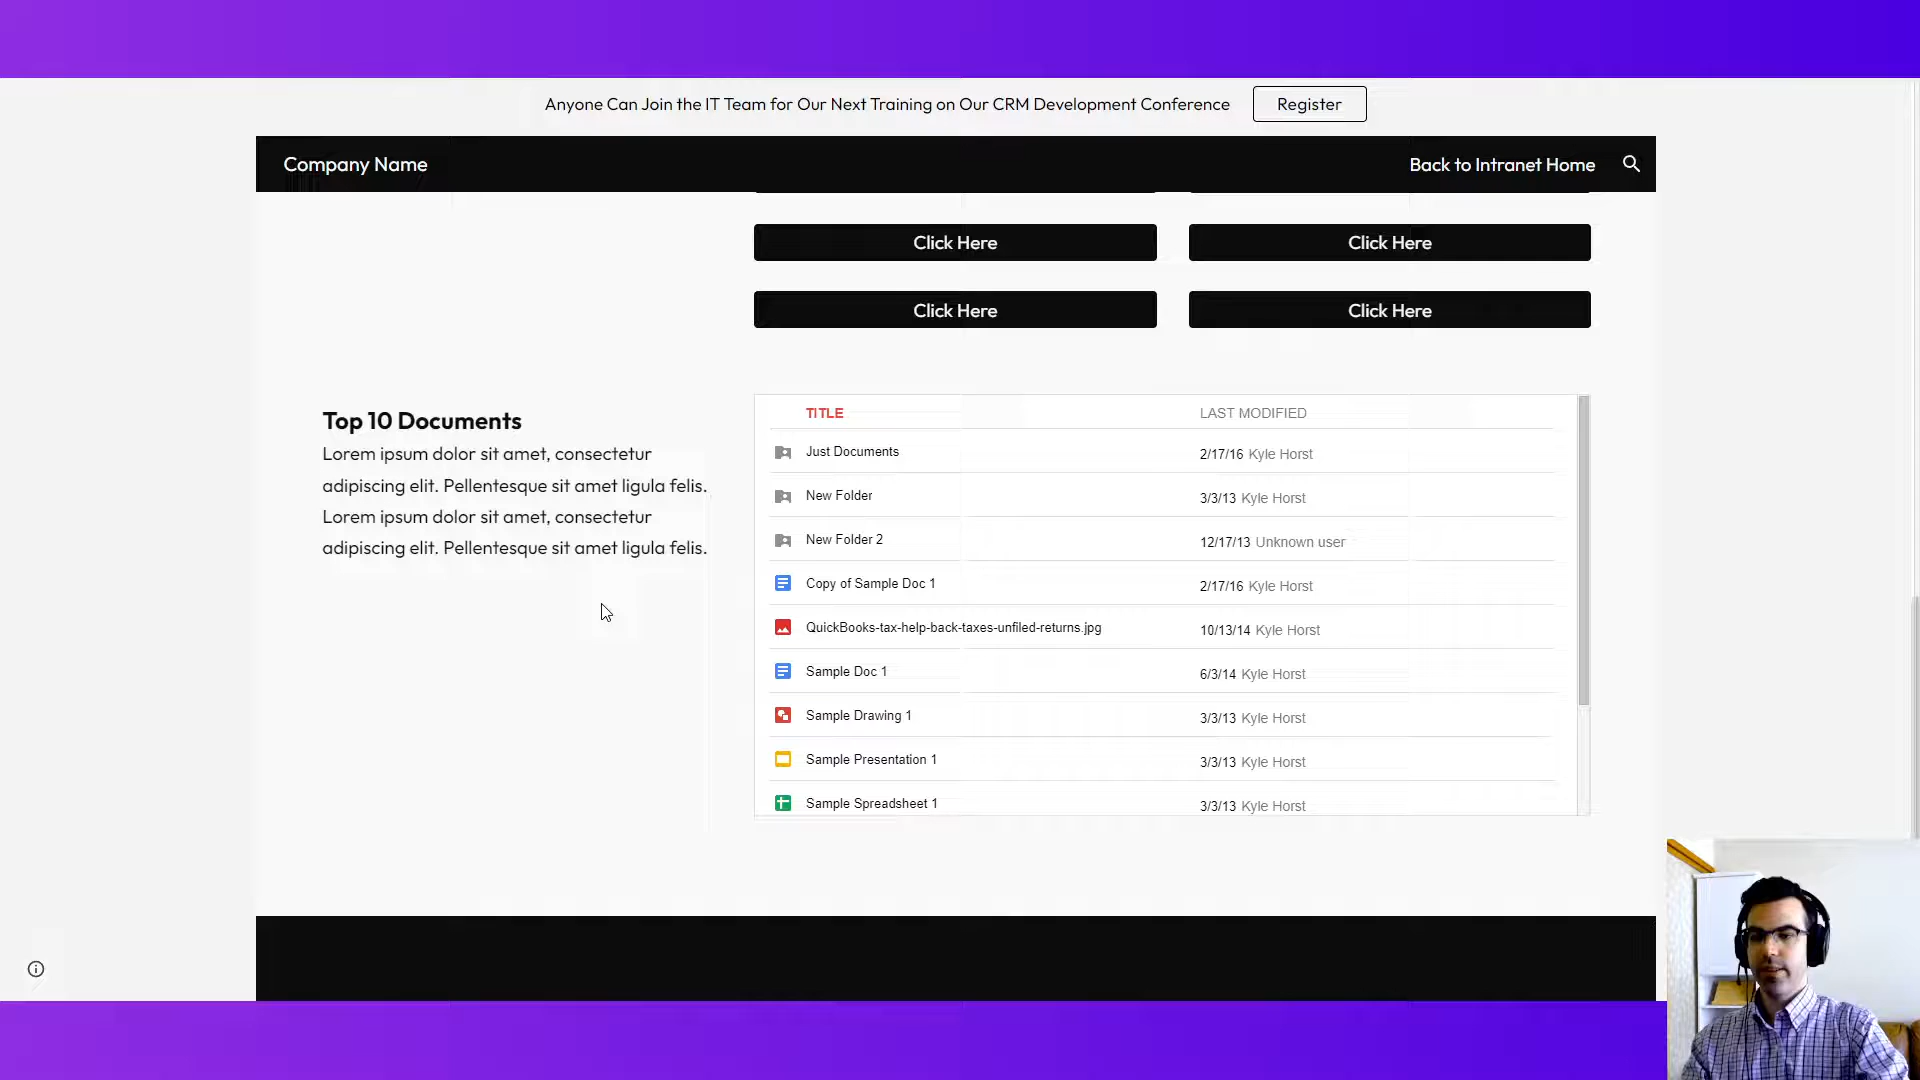 Anyone Can Join the IT Team for Our Next Training on Our CRM Development Conference Register
Company Name Back to Intranet Home
Click Here Click Here
Click Here Click Here
Top 10 Documents
Lorem ipsum dolor sit amet, consectetur
adipiscing elit. Pellentesque sit amet ligula felis.
Lorem ipsum dolor sit amet, consectetur
adipiscing elit. Pellentesque sit amet ligula felis.
TITLE LAST MODIFIED
Just Documents 2/17/16 Kyle Horst
New Folder 3/3/13 Kyle Horst
New Folder 2 12/17/13 Unknown user
Copy of Sample Doc 1 2/17/16 Kyle Horst
QuickBooks-tax-help-back-taxes-unfiled-returns.jpg 10/13/14 Kyle Horst
Sample Doc 1 6/3/14 Kyle Horst
Sample Drawing 1 3/3/13 Kyle Horst
Sample Presentation 1 3/3/13 Kyle Horst
Sample Spreadsheet 1 3/3/13 Kyle Horst